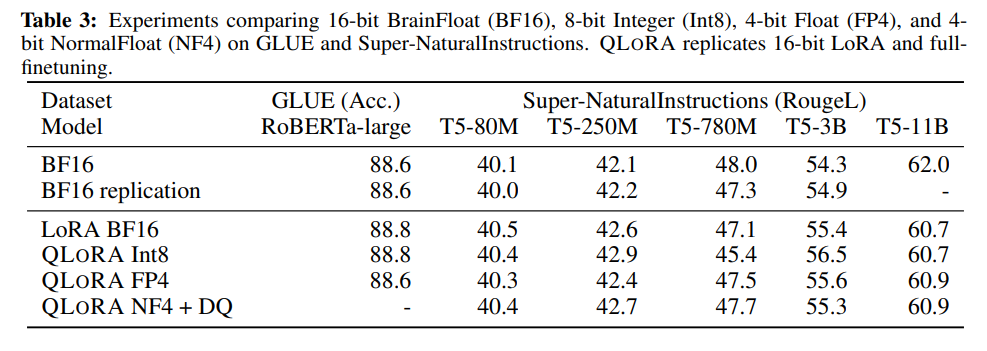 Table 3: Experiments comparing 16-bit BrainFloat (BF16), 8-bit Integer (Int8), 4-bit Float (FP4), and 4-
bit NormalFloat (NF4) on GLUE and Super-NaturalInstructions. QLORA replicates 16-bit LoRA and full-
finetuning.
Dataset GLUE (Acc.) Super-NaturalInstructions (RougeL)
Model RoBERTa-large T5-80M T5-250M T5-780M T5-3B T5-11B
BF16 88.6 40.1 42.1 48.0 54.3 62.0
BF16 replication 88.6 40.0 42.2 47.3 54.9 -
LoRA BF16 88.8 40.5 42.6 47.1 55.4 60.7
QLORA Int8 88.8 40.4 42.9 45.4 56.5 60.7
QLORA FP4 88.6 40.3 42.4 47.5 55.6 60.9
QLORA NF4 + DQ - 40.4 42.7 47.7 55.3 60.9